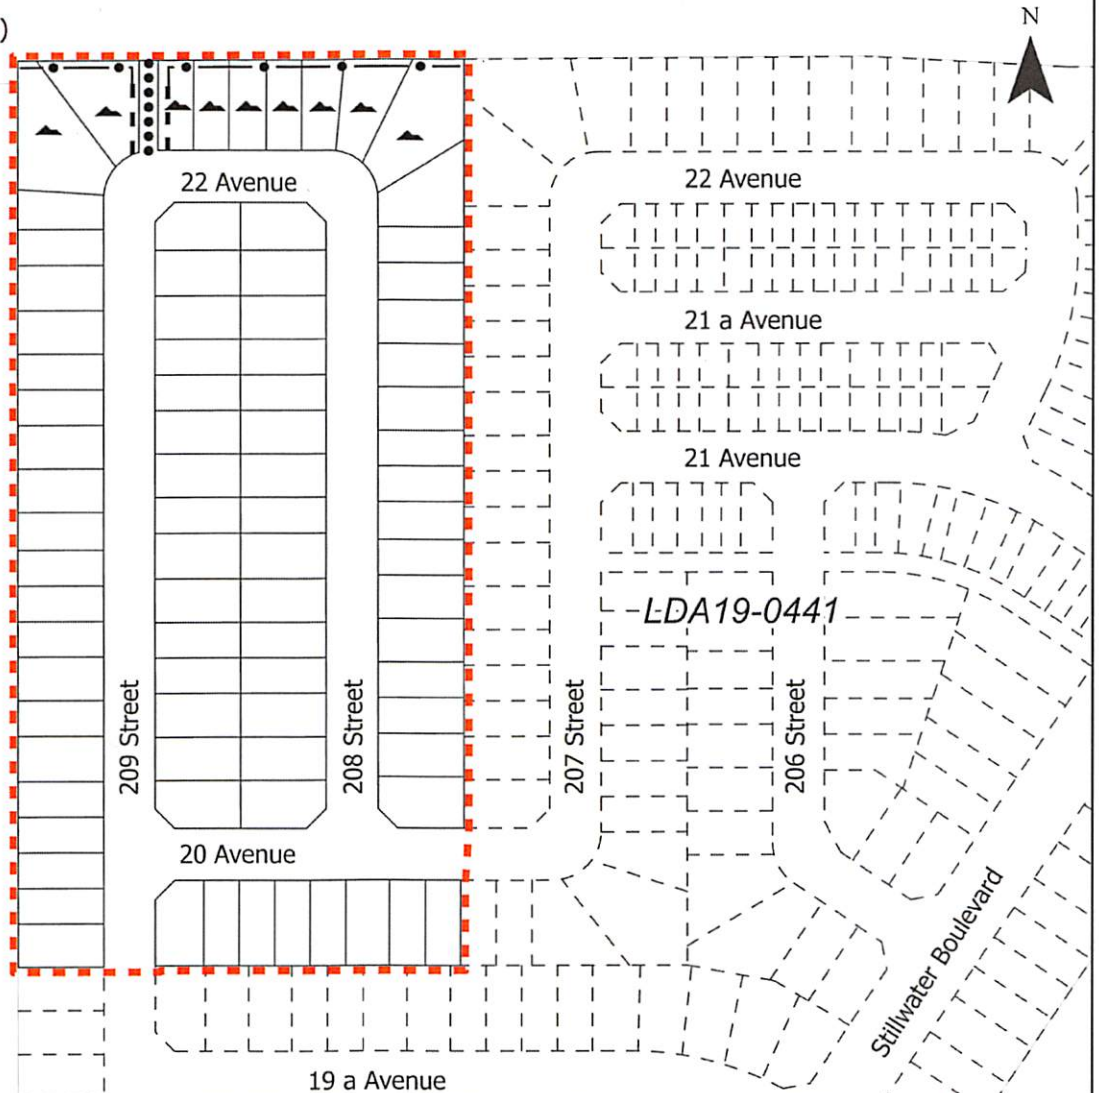 )
N
22 Avenue
22 Avenue
21 a Avenue
21 Avenue
LDA19-0441
209 Street
208 Street
207 Street
206 Street
20 Avenue
Stillwater Boulevard
19 a Avenue